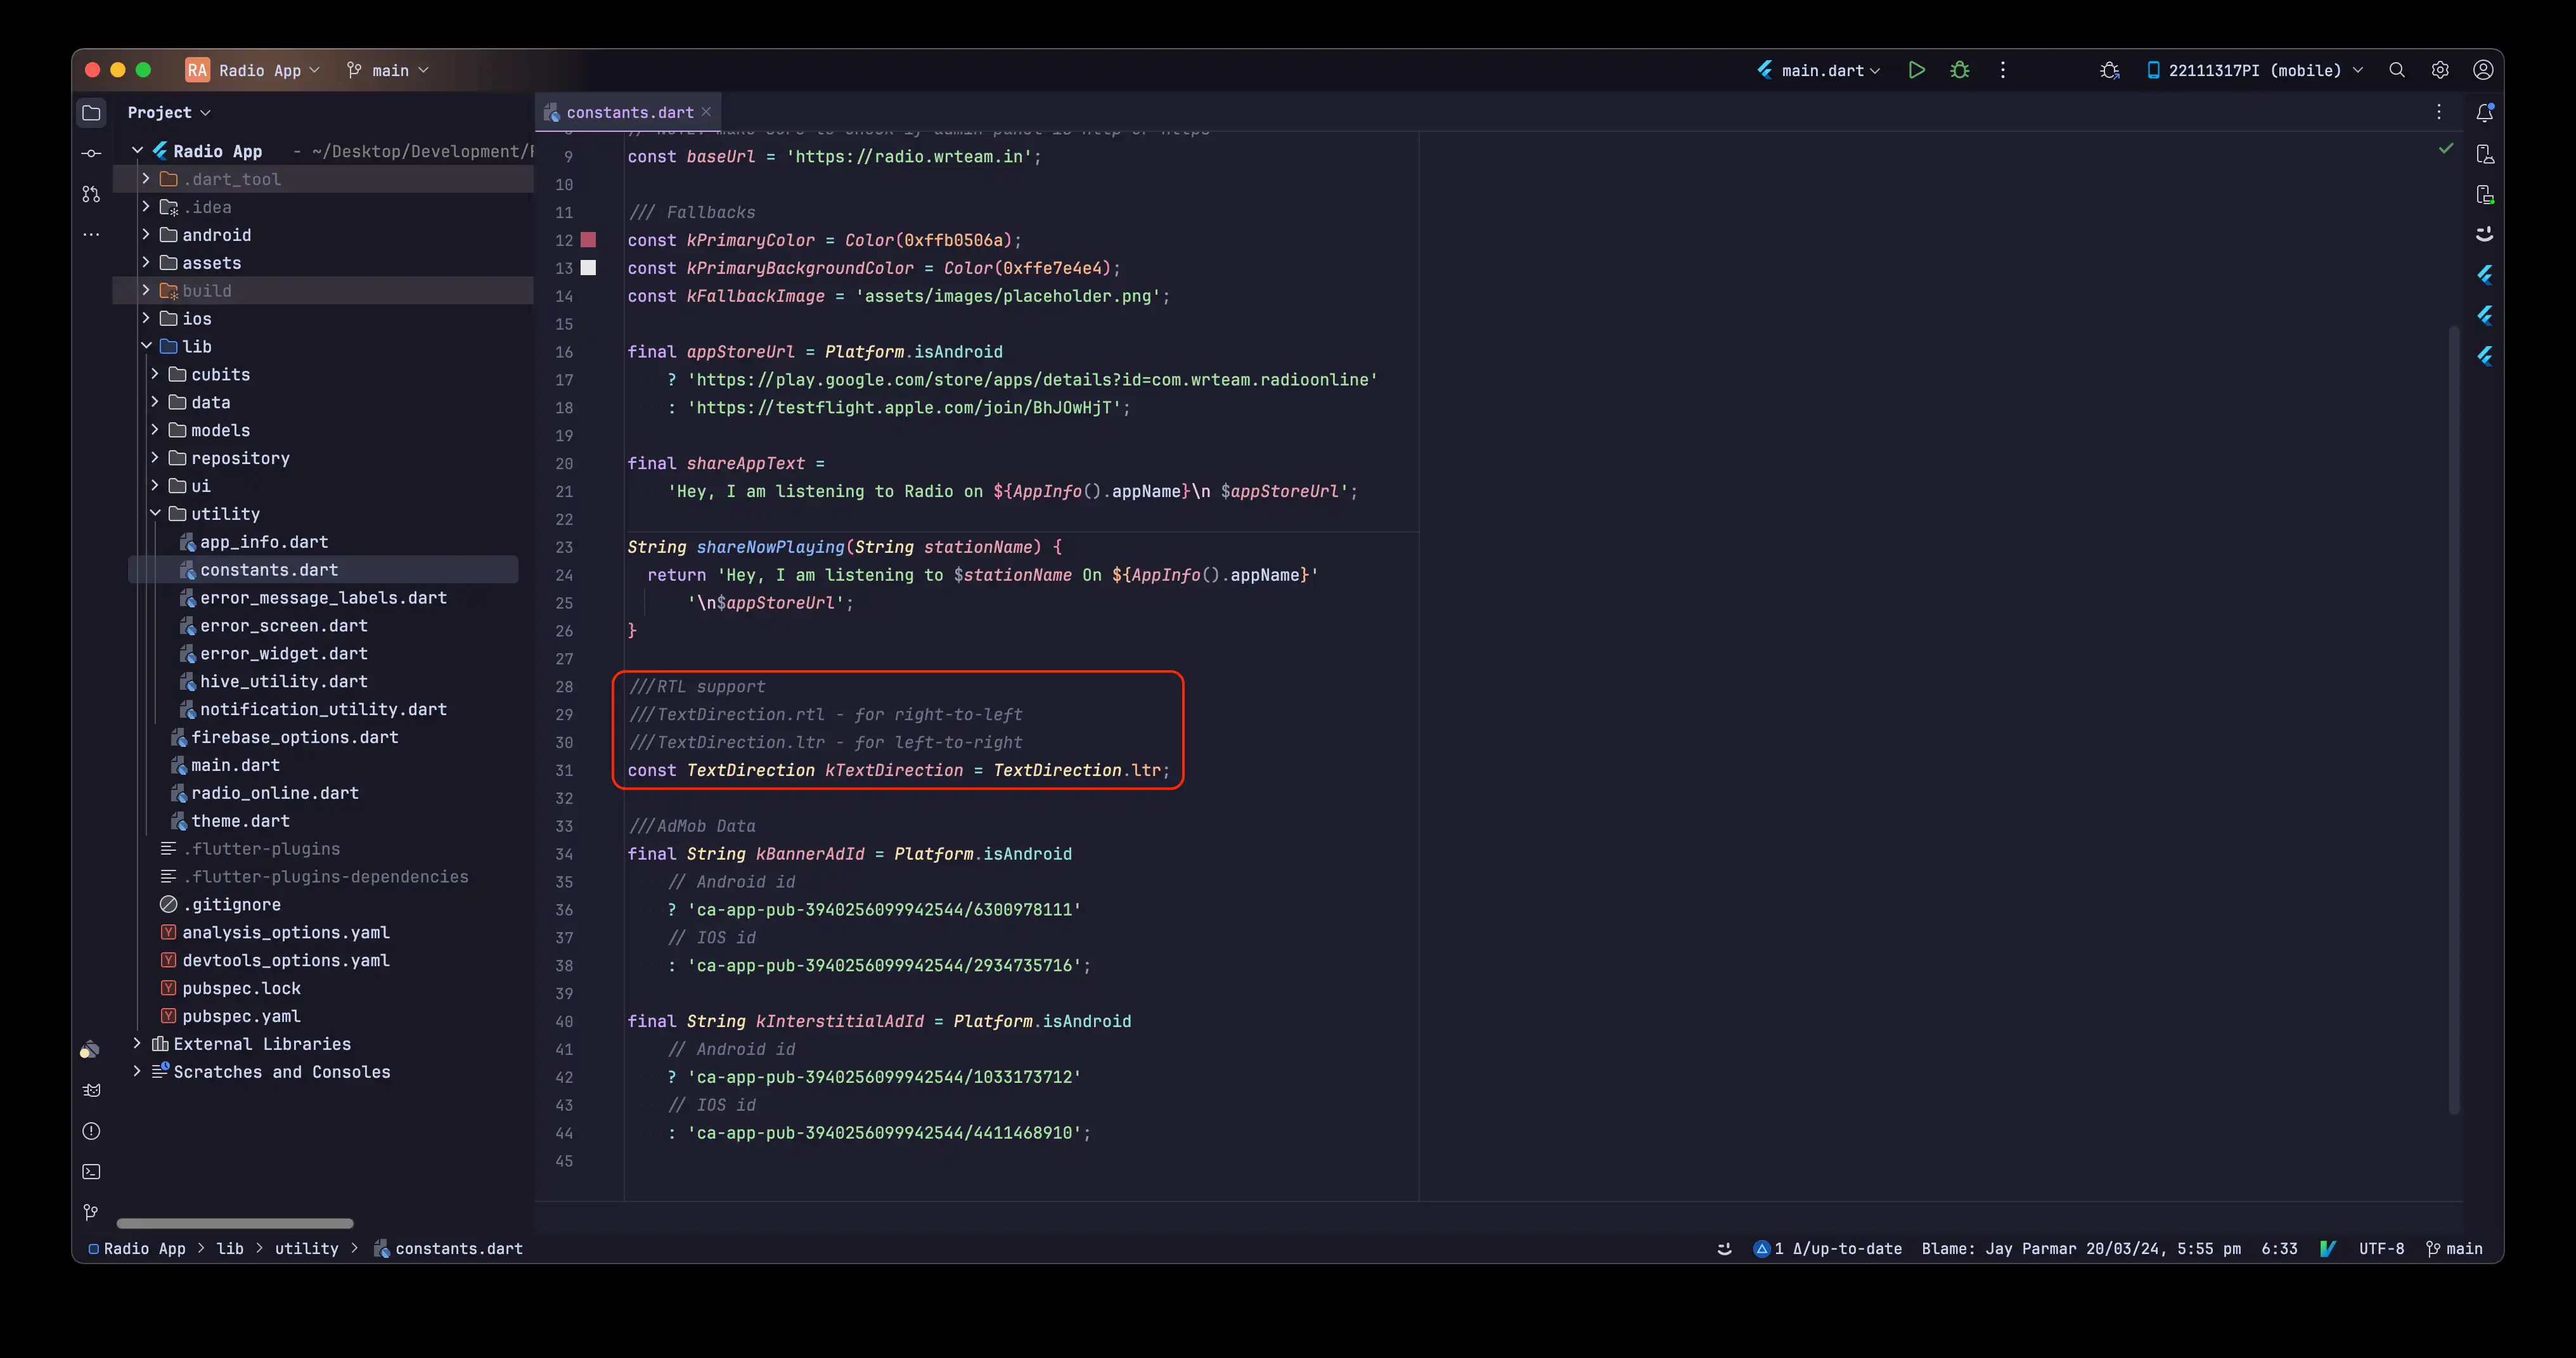 RA Radio App main main.dart 22111317PI (mobile)
Project
constants.dart
Radio App - ~/Desktop/Development/
.dart_tool
.idea
android
assets
build
ios
lib
cubits
data
models
repository
ui
utility
app_info.dart
constants.dart
error_message_labels.dart
error_screen.dart
error_widget.dart
hive_utility.dart
notification_utility.dart
firebase_options.dart
main.dart
radio_online.dart
theme.dart
.flutter-plugins
.flutter-plugins-dependencies
.gitignore
analysis_options.yaml
devtools_options.yaml
pubspec.lock
pubspec.yaml
External Libraries
Scratches and Consoles
9 const baseUrl = 'https://radio.wrteam.in';
10
11 /// Fallbacks
12 const kPrimaryColor = Color(0xffb0506a);
13 const kPrimaryBackgroundColor = Color(0xffe7e4e4);
14 const kFallbackImage = 'assets/images/placeholder.png';
15
16 final appStoreUrl = Platform.isAndroid
17 ? 'https://play.google.com/store/apps/details?id=com.wrteam.radioonline'
18 : 'https://testflight.apple.com/join/BhJOwHjT';
19
20 final shareAppText =
21 'Hey, I am listening to Radio on ${AppInfo().appName}\n $appStoreUrl';
22
23 String shareNowPlaying(String stationName) {
24 return 'Hey, I am listening to $stationName On ${AppInfo().appName}'
25 '\n$appStoreUrl';
26 }
27
28 ///RTL support
29 ///TextDirection.rtl - for right-to-left
30 ///TextDirection.ltr - for left-to-right
31 const TextDirection kTextDirection = TextDirection.ltr;
32
33 ///AdMob Data
34 final String kBannerAdId = Platform.isAndroid
35 // Android id
36 ? 'ca-app-pub-3940256099942544/6300978111'
37 // IOS id
38 : 'ca-app-pub-3940256099942544/2934735716';
39
40 final String kInterstitialAdId = Platform.isAndroid
41 // Android id
42 ? 'ca-app-pub-3940256099942544/1033173712'
43 // IOS id
44 : 'ca-app-pub-3940256099942544/4411468910';
45
Radio App > lib > utility > constants.dart 1 Δ/up-to-date Blame: Jay Parmar 20/03/24, 5:55 pm 6:33 UTF-8 main